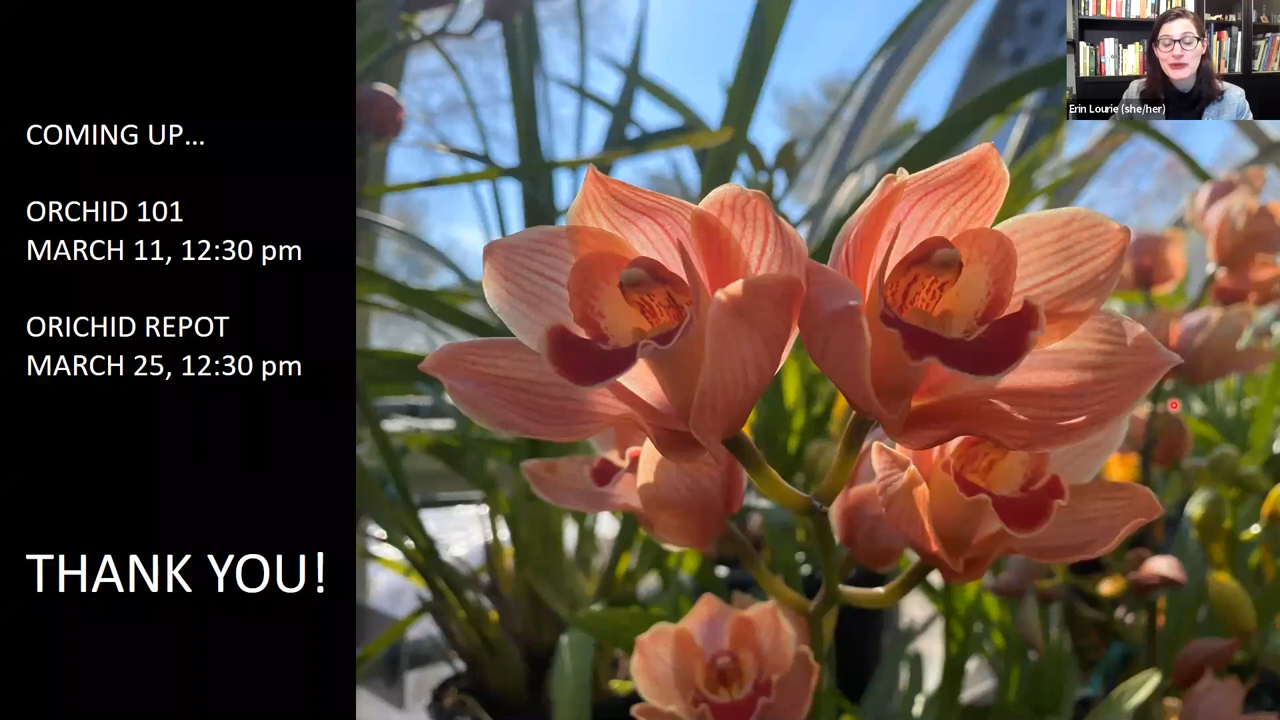 COMING UP...
ORCHID 101
MARCH 11, 12:30 pm
ORICHID REPOT
MARCH 25, 12:30 pm
THANK YOU!
Erin Lourie (she/her)